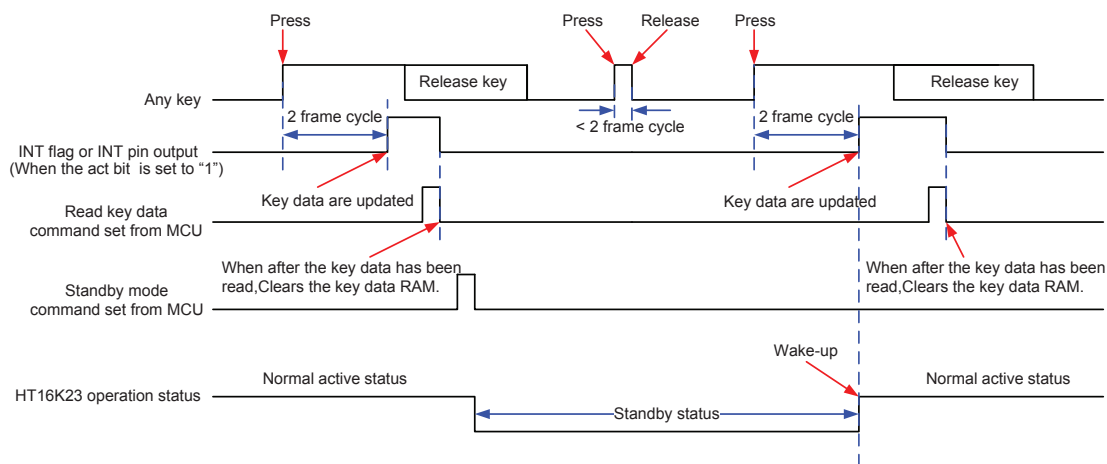 Press
Press
Release
Press
Any key
Release key
Release key
2 frame cycle
< 2 frame cycle
2 frame cycle
INT flag or INT pin output
(When the act bit is set to “1”)
Key data are updated
Key data are updated
Read key data
command set from MCU
When after the key data has been
read,Clears the key data RAM.
When after the key data has been
read,Clears the key data RAM.
Standby mode
command set from MCU
Wake-up
Normal active status
Normal active status
HT16K23 operation status
Standby status